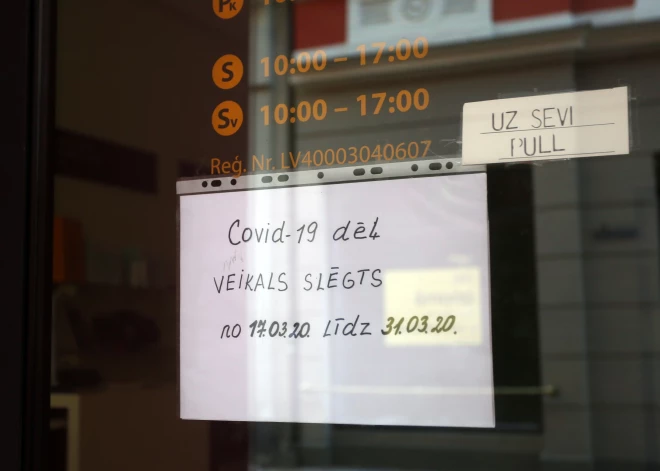 Pk
S 10:00 – 17:00
Sv 10:00 – 17:00
Reģ. Nr. LV40003040607
UZ SEVI
PULL
Covid-19 dēļ
VEIKALS SLĒGTS
no 17.03.20. Līdz 31.03.20.